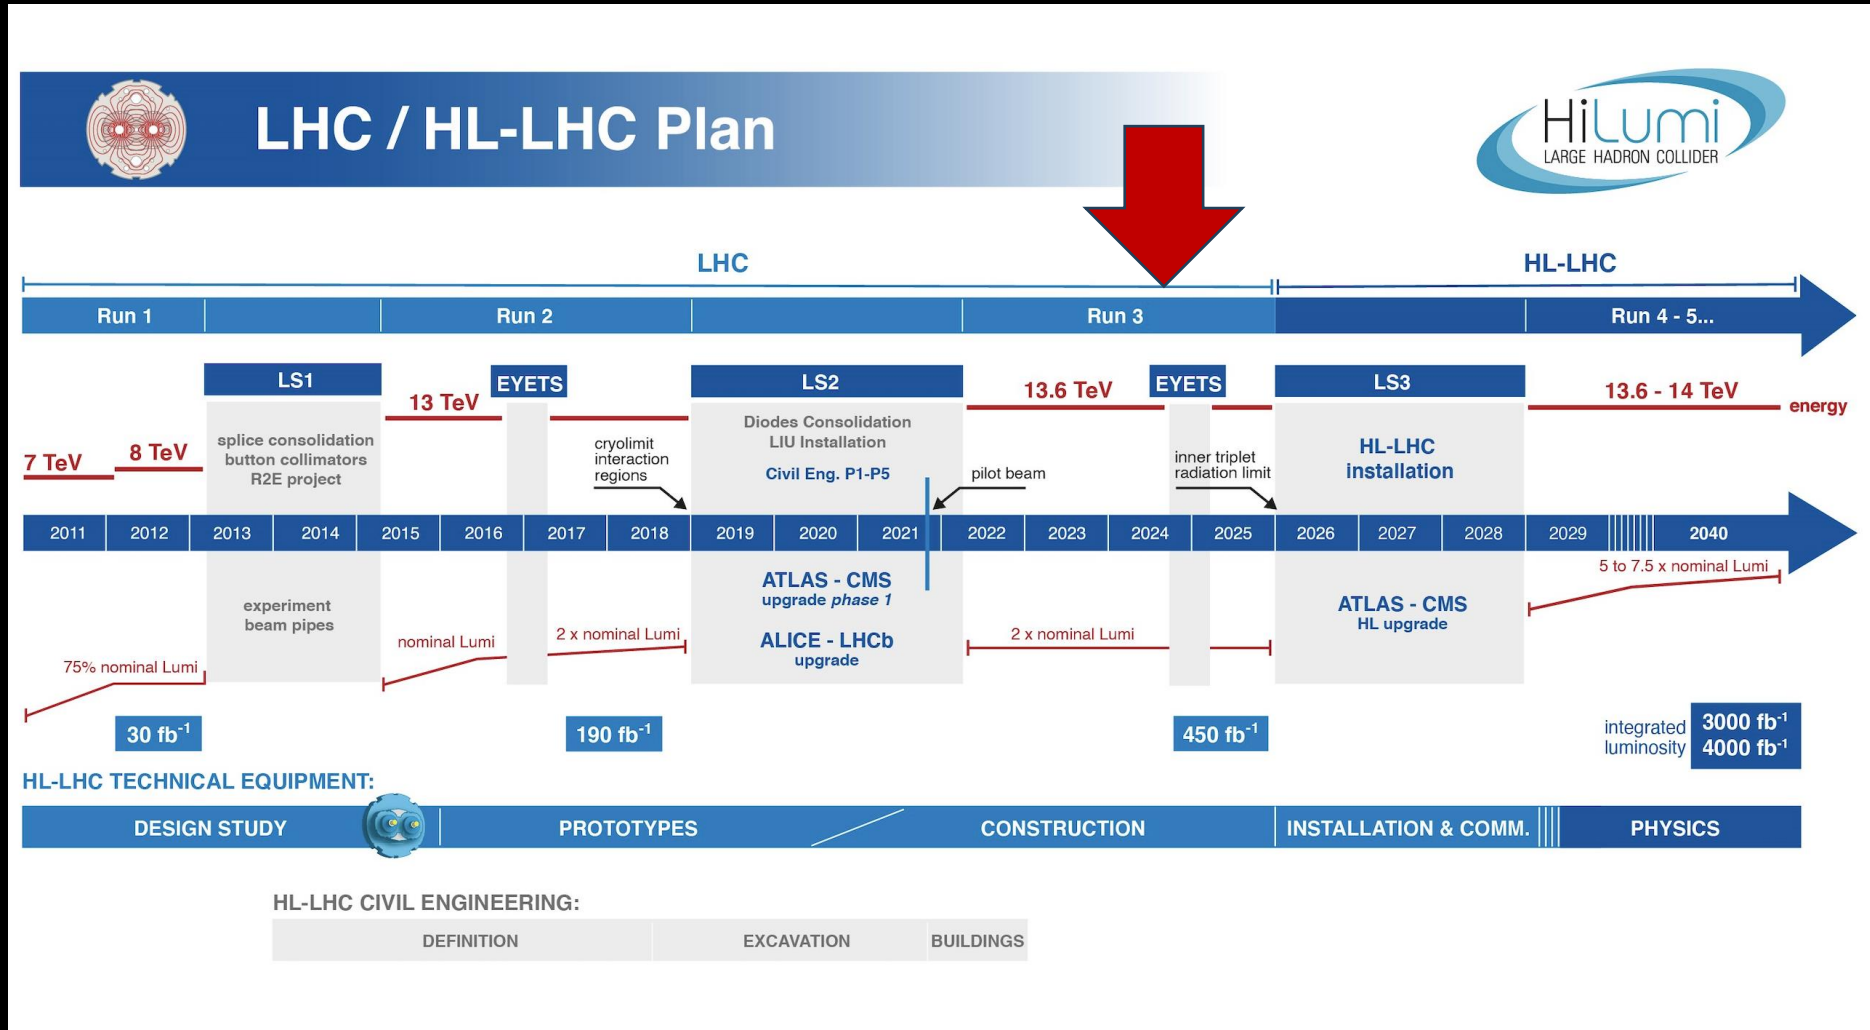 LHC / HL-LHC Plan
HiLumi
LARGE HADRON COLLIDER
LHC
HL-LHC
Run 1
Run 2
Run 3
Run 4 - 5...
LS1
EYETS
LS2
EYETS
LS3
13 TeV
13.6 TeV
13.6 - 14 TeV
energy
7 TeV
8 TeV
splice consolidation
button collimators
R2E project
cryolimit
interaction
regions
Diodes Consolidation
LIU Installation
Civil Eng. P1-P5
pilot beam
inner triplet
radiation limit
HL-LHC
installation
2011 2012 2013 2014 2015 2016 2017 2018 2019 2020 2021 2022 2023 2024 2025 2026 2027 2028 2029 2040
experiment
beam pipes
ATLAS - CMS
upgrade phase 1
ALICE - LHCb
upgrade
ATLAS - CMS
HL upgrade
5 to 7.5 x nominal Lumi
75% nominal Lumi
nominal Lumi
2 x nominal Lumi
2 x nominal Lumi
30 fb-1
190 fb-1
450 fb-1
integrated
luminosity
3000 fb-1
4000 fb-1
HL-LHC TECHNICAL EQUIPMENT:
DESIGN STUDY
PROTOTYPES
CONSTRUCTION
INSTALLATION & COMM.
PHYSICS
HL-LHC CIVIL ENGINEERING:
DEFINITION
EXCAVATION
BUILDINGS